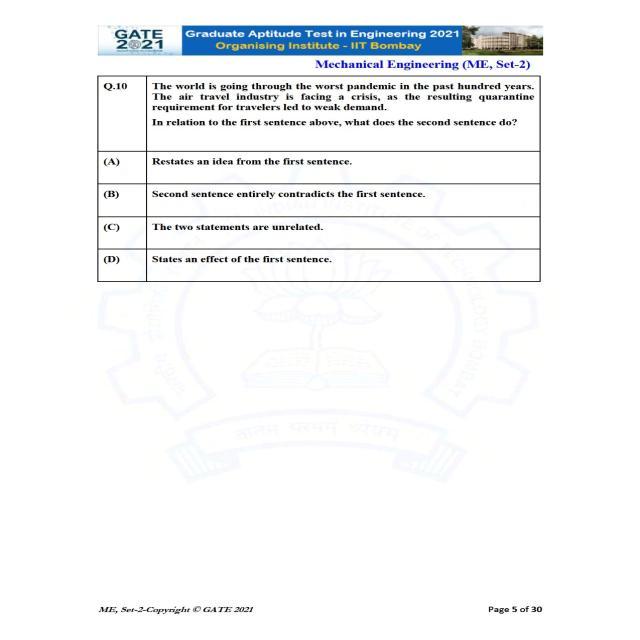 GATE
2021
Graduate Aptitude Test in Engineering 2021
Organising Institute - IIT Bombay
Mechanical Engineering (ME, Set-2)
Q.10
The world is going through the worst pandemic in the past hundred years.
The air travel industry is facing a crisis, as the resulting quarantine
requirement for travelers led to weak demand.
In relation to the first sentence above, what does the second sentence do?
(A)
Restates an idea from the first sentence.
(B)
Second sentence entirely contradicts the first sentence.
(C)
The two statements are unrelated.
(D)
States an effect of the first sentence.
ME, Set-2-Copyright © GATE 2021
Page 5 of 30